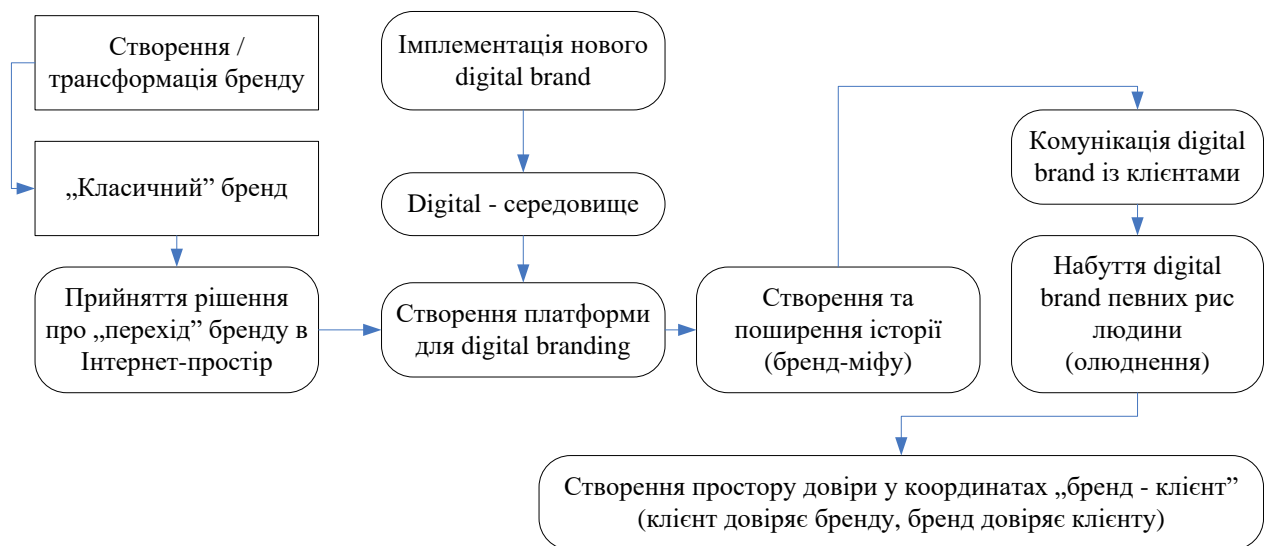 Створення /
трансформація бренду
„Класичний” бренд
Прийняття рішення
про „перехід” бренду в
Інтернет-простір
Імплементація нового
digital brand
Digital - середовище
Створення платформи
для digital branding
Створення та
поширення історії
(бренд-міфу)
Комунікація digital
brand із клієнтами
Набуття digital
brand певних рис
людини
(олюднення)
Створення простору довіри у координатах „бренд - клієнт”
(клієнт довіряє бренду, бренд довіряє клієнту)